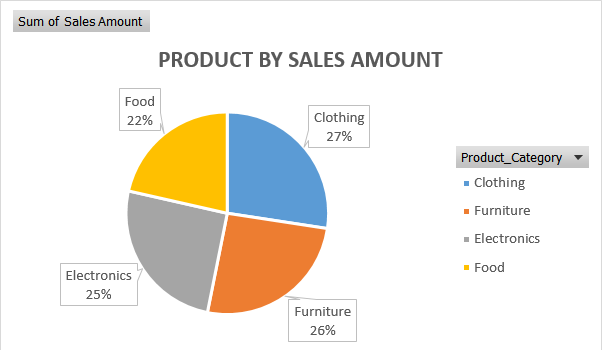 Sum of Sales Amount
PRODUCT BY SALES AMOUNT
Food
22%
Clothing
27%
Electronics
25%
Furniture
26%
Product_Category
Clothing
Furniture
Electronics
Food